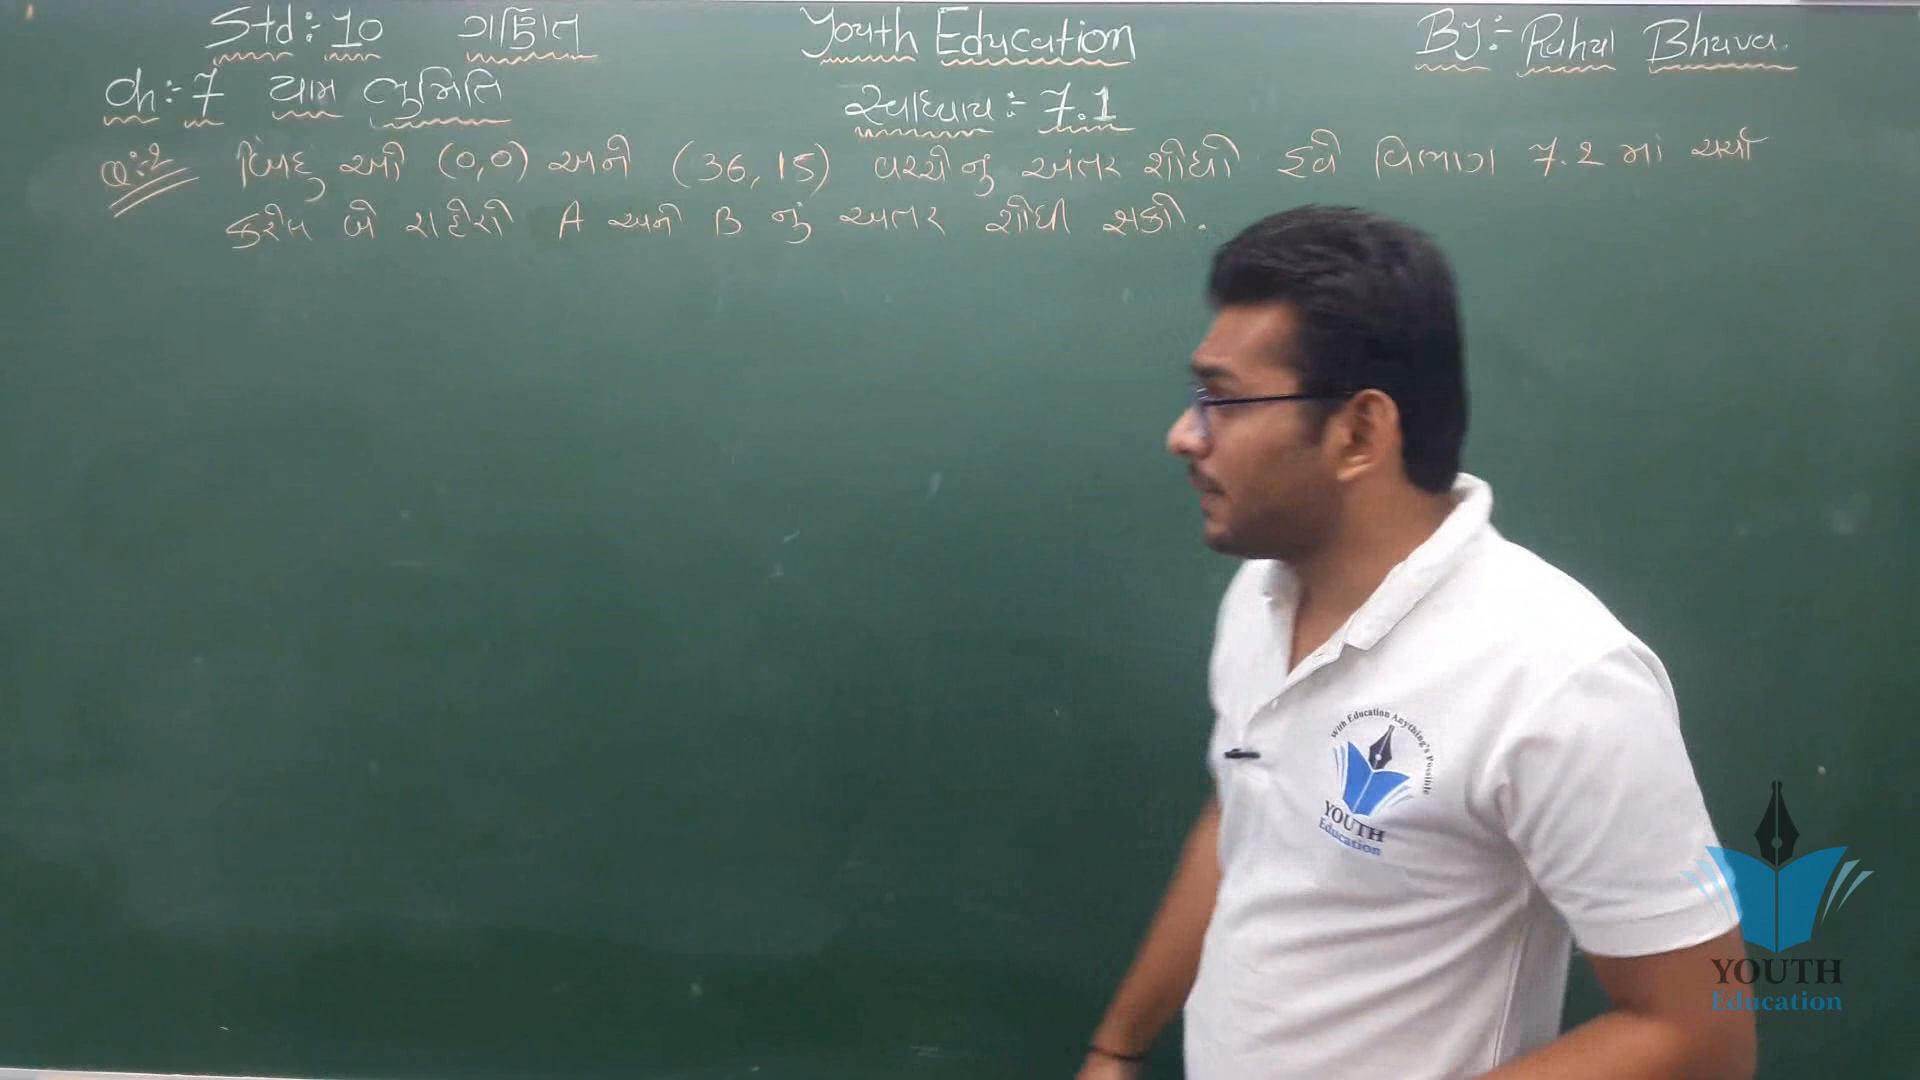 Std:- 10 ગણિત Youth Education By:- Rahul Bhuva.
Ch:- 7 યામ ભુમિતિ સ્વાધ્યાય:- 7.1
Q:-2 બિંદુ ઓ (0,0) અને (36, 15) વચ્ચેનું અંતર શોધો હવે વિભાગ 7.2 માં ચર્ચા
કરેલ બે શહેરો A અને B નું અંતર શોધી શકો.
With Education Anything's Possible
YOUTH
Education
YOUTH
Education